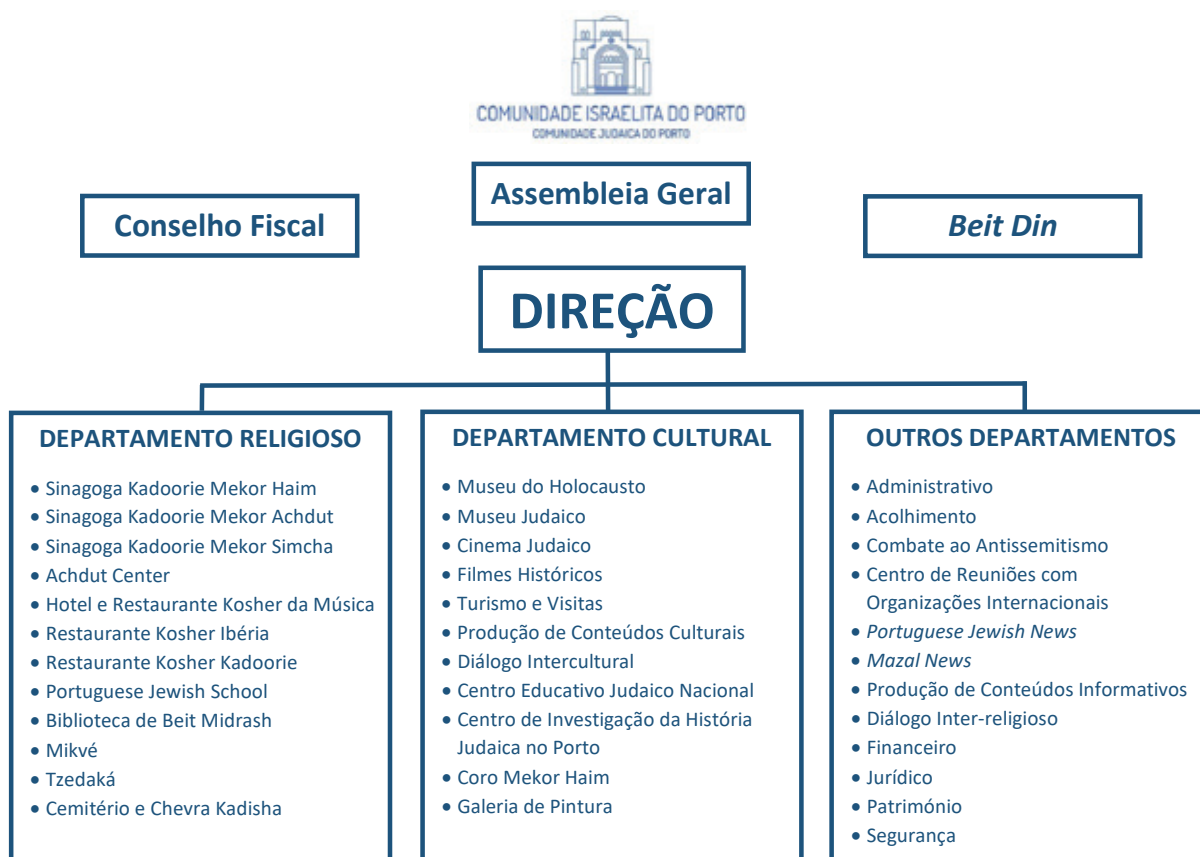 COMUNIDADE ISRAELITA DO PORTO
COMUNIDADE JUDAICA DO PORTO
Assembleia Geral
Conselho Fiscal
Beit Din
DIREÇÃO
DEPARTAMENTO RELIGIOSO
• Sinagoga Kadoorie Mekor Haim
• Sinagoga Kadoorie Mekor Achdut
• Sinagoga Kadoorie Mekor Simcha
• Achdut Center
• Hotel e Restaurante Kosher da Música
• Restaurante Kosher Ibéria
• Restaurante Kosher Kadoorie
• Portuguese Jewish School
• Biblioteca de Beit Midrash
• Mikvé
• Tzedaká
• Cemitério e Chevra Kadisha
DEPARTAMENTO CULTURAL
• Museu do Holocausto
• Museu Judaico
• Cinema Judaico
• Filmes Históricos
• Turismo e Visitas
• Produção de Conteúdos Culturais
• Diálogo Intercultural
• Centro Educativo Judaico Nacional
• Centro de Investigação da História
Judaica no Porto
• Coro Mekor Haim
• Galeria de Pintura
OUTROS DEPARTAMENTOS
• Administrativo
• Acolhimento
• Combate ao Antissemitismo
• Centro de Reuniões com
Organizações Internacionais
• Portuguese Jewish News
• Mazal News
• Produção de Conteúdos Informativos
• Diálogo Inter-religioso
• Financeiro
• Jurídico
• Património
• Segurança